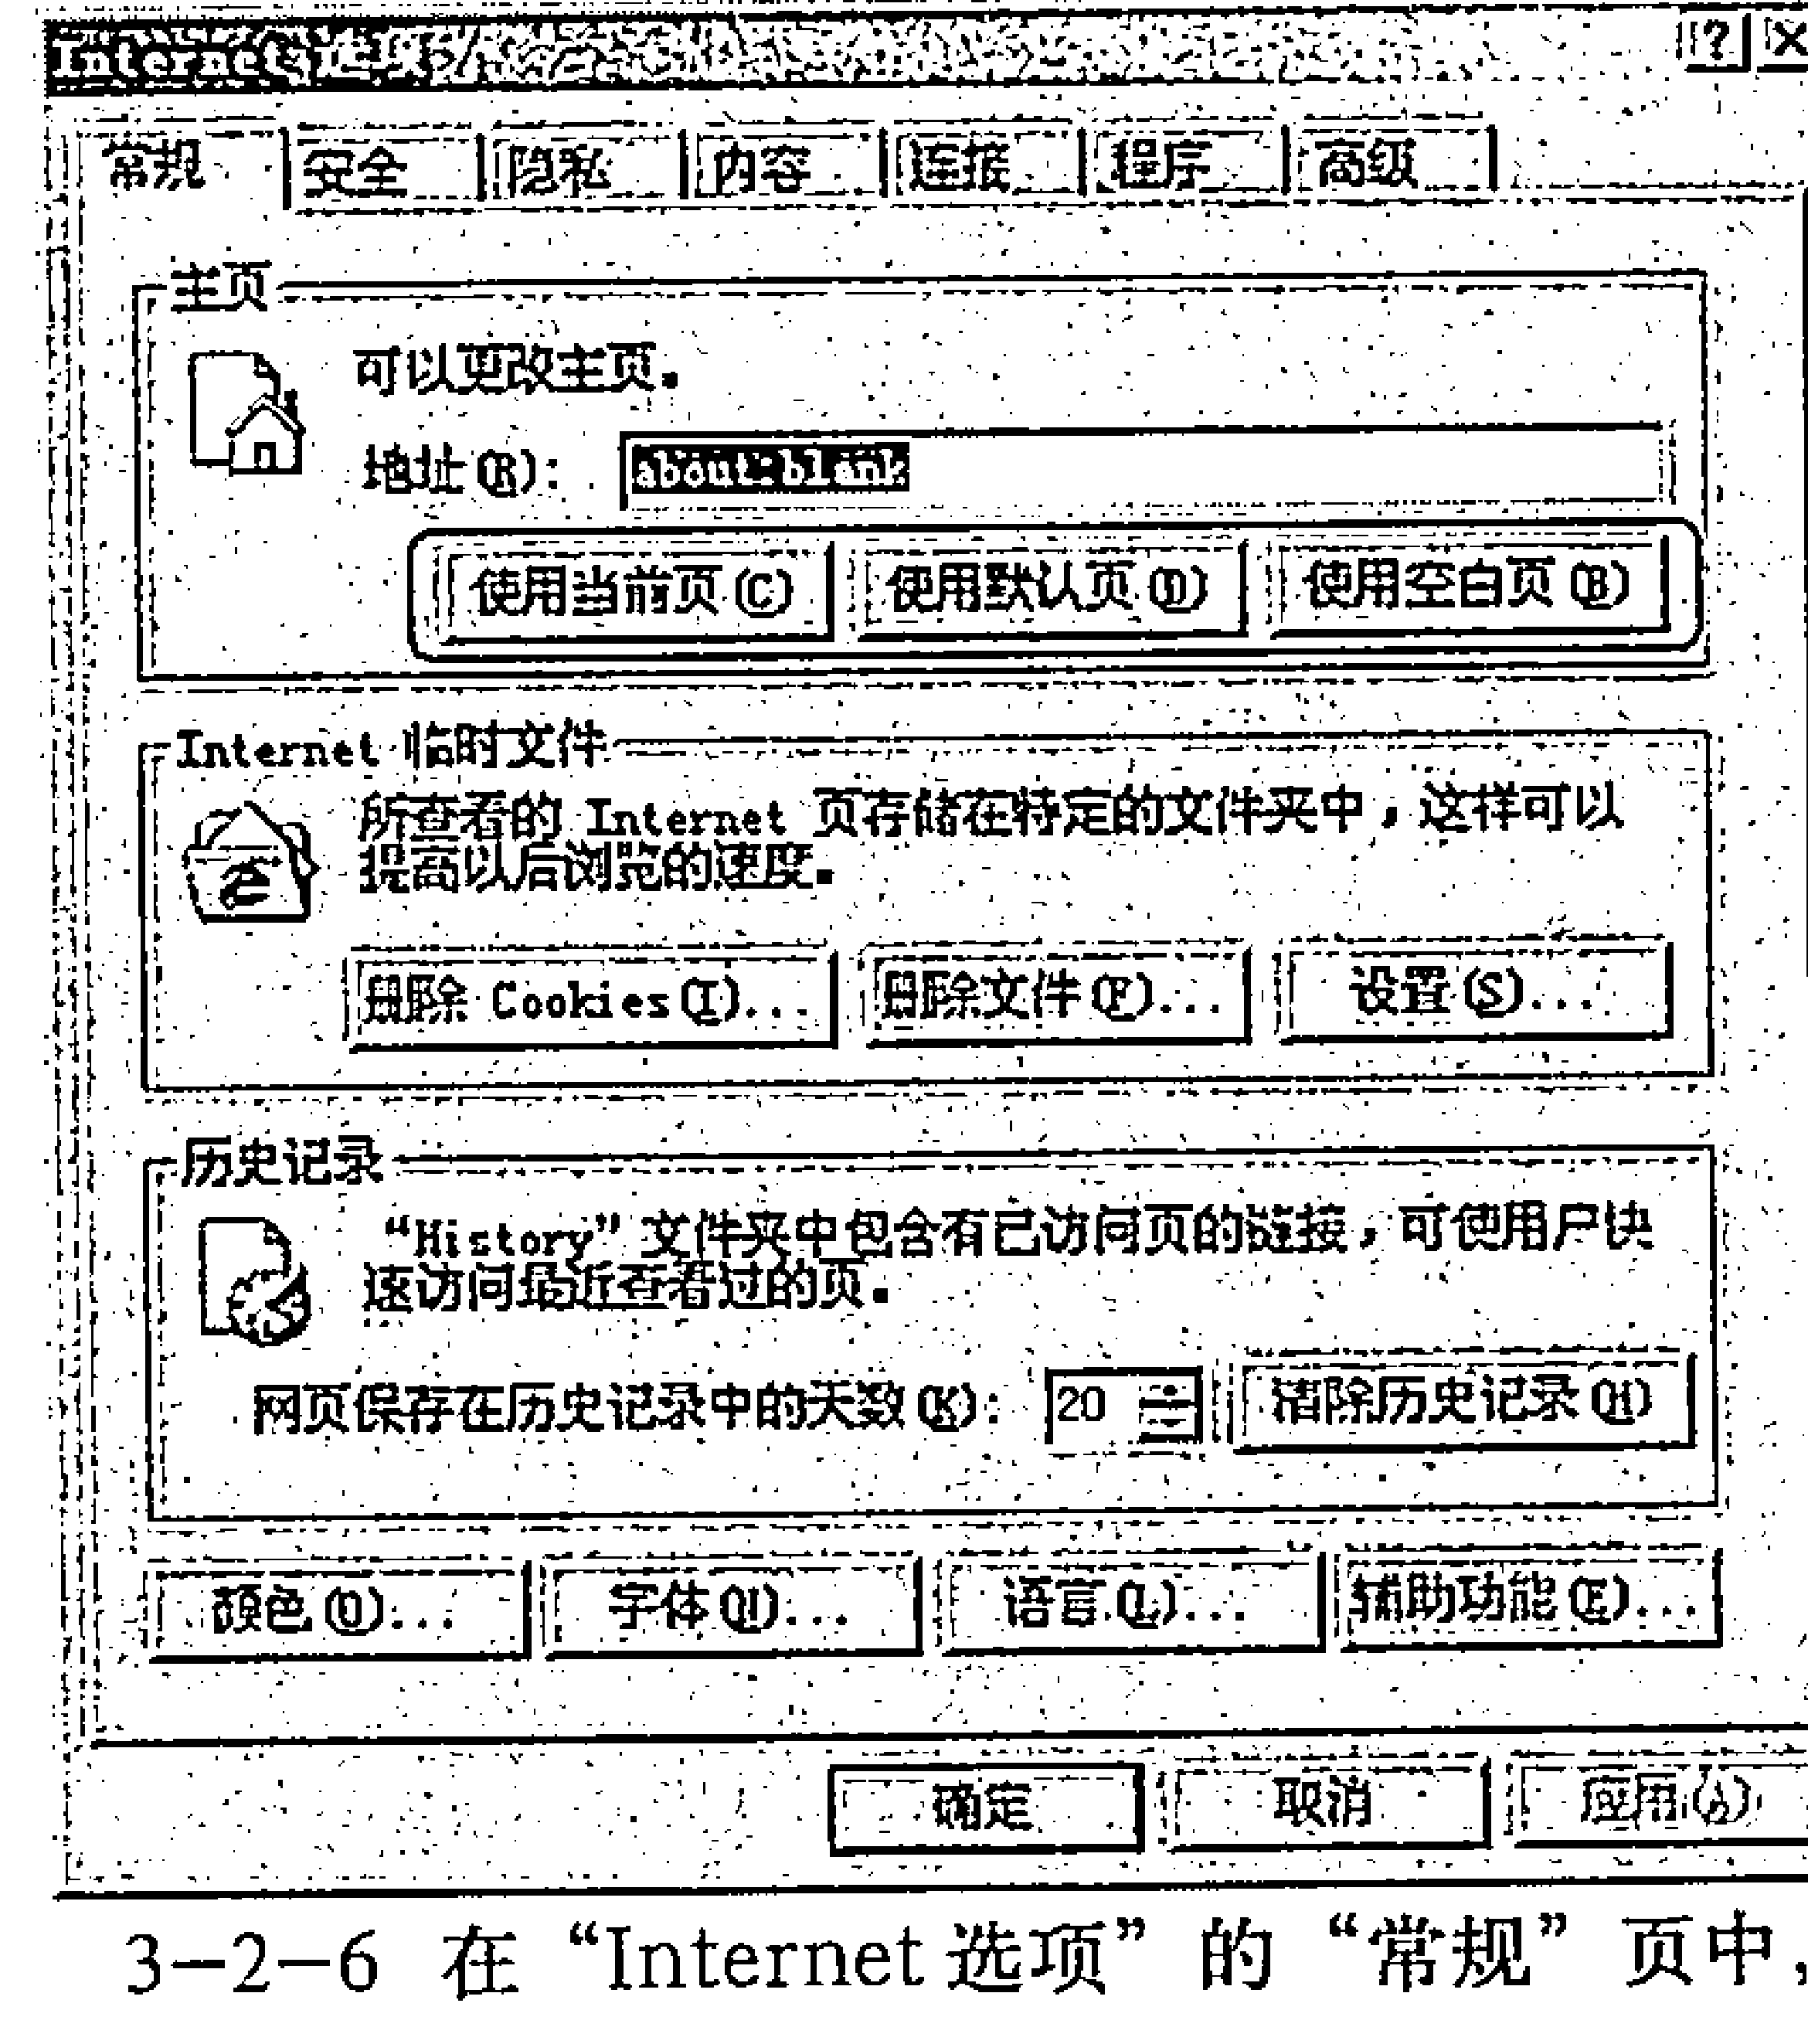 Internet 选项
常规 安全 隐私 内容 连接 程序 高级
主页
可以更改主页。
地址(R): about:blank
使用当前页(C) 使用默认页(D) 使用空白页(B)
Internet 临时文件
所查看的 Internet 页存储在特定的文件夹中，这样可以
提高以后浏览的速度。
删除 Cookies(I)... 删除文件(F)... 设置(S)...
历史记录
“History”文件夹中包含有已访问页的链接，可使用户快
速访问最近查看过的页。
网页保存在历史记录中的天数(K): 20 清除历史记录(H)
颜色(O)... 字体(N)... 语言(L)... 辅助功能(E)...
确定 取消 应用(A)
3-2-6 在“Internet 选项”的“常规”页中，